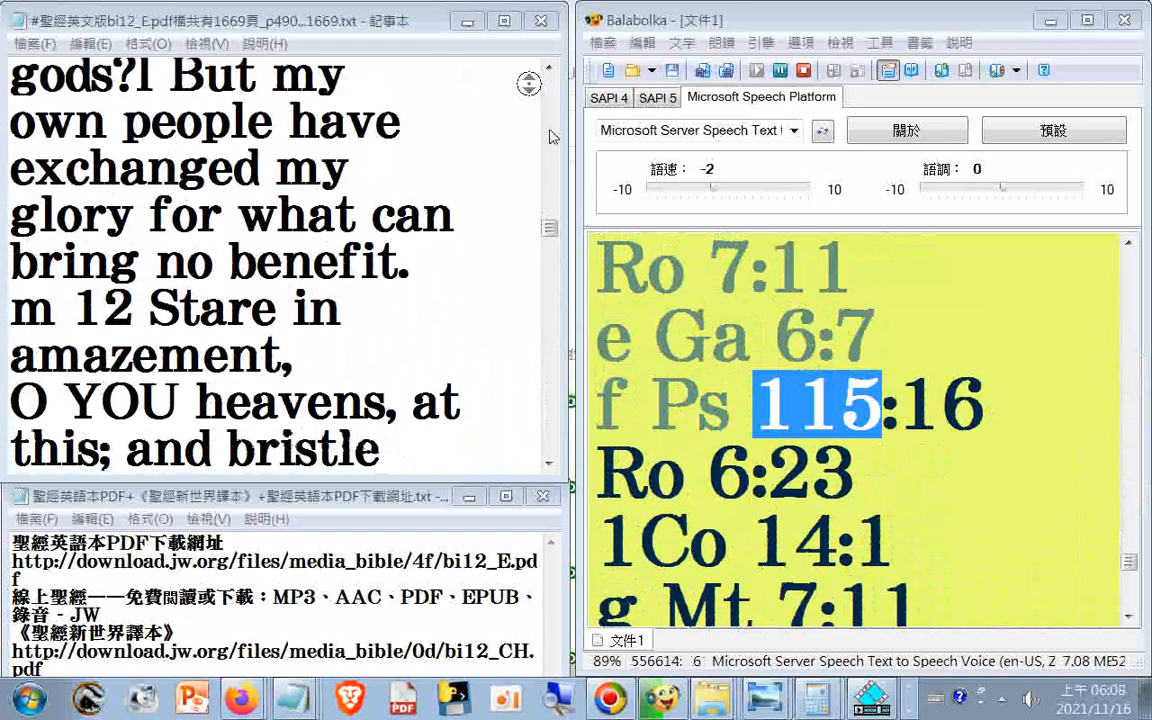 #聖經英文版bi12_E.pdf檔共有1669頁_p490...1669.txt - 記事本
檔案(F) 編輯(E) 格式(O) 檢視(V) 說明(H)
gods?l But my
own people have
exchanged my
glory for what can
bring no benefit.
m 12 Stare in
amazement,
O YOU heavens, at
this; and bristle
聖經英語本PDF+《聖經新世界譯本》+聖經英語本PDF下載網址.txt - ...
檔案(F) 編輯(E) 格式(O) 檢視(V) 說明(H)
聖經英語本PDF下載網址
http://download.jw.org/files/media_bible/4f/bi12_E.pd
f
線上聖經——免費閱讀或下載：MP3、AAC、PDF、EPUB、
錄音 - JW
《聖經新世界譯本》
http://download.jw.org/files/media_bible/0d/bi12_CH.
pdf
Balabolka - [文件1]
檔案 編輯 文字 朗讀 引擎 選項 檢視 工具 書籤 說明
SAPI 4 SAPI 5 Microsoft Speech Platform
Microsoft Server Speech Text 關於 預設
語速： -2 語調： 0
-10 10 -10 10
Ro 7:11
e Ga 6:7
f Ps 115:16
Ro 6:23
1Co 14:1
g Mt 7:11
文件1
89% 556614: 6 Microsoft Server Speech Text to Speech Voice (en-US, Z 7.08 ME52
上午 06:08
2021/11/16